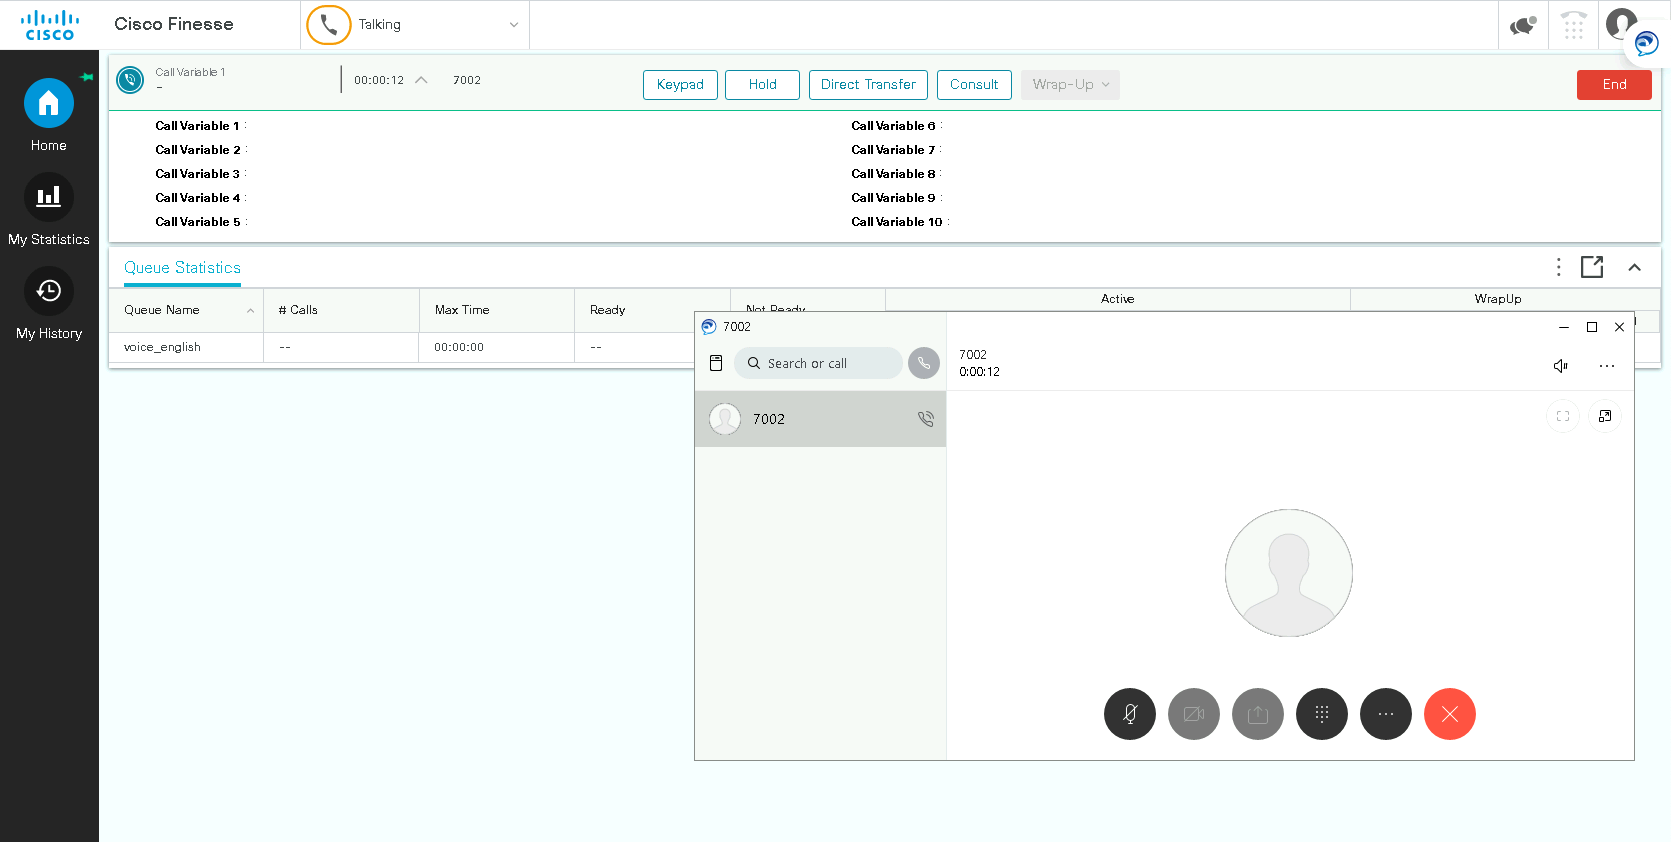 CISCO
Cisco Finesse
Talking
Home
My Statistics
My History
Call Variable 1
-
00:00:12
7002
Keypad
Hold
Direct Transfer
Consult
Wrap-Up
End
Call Variable 1 :
Call Variable 2 :
Call Variable 3 :
Call Variable 4 :
Call Variable 5 :
Call Variable 6 :
Call Variable 7 :
Call Variable 8 :
Call Variable 9 :
Call Variable 10 :
Queue Statistics
Queue Name
# Calls
Max Time
Ready
Not Ready
Active
WrapUp
voice_english
--
00:00:00
--
7002
Search or call
7002
7002
0:00:12